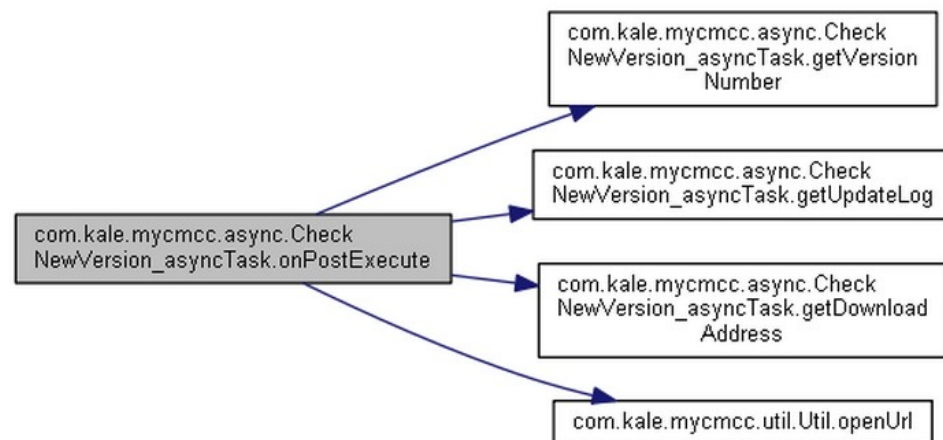 com.kale.mycmcc.async.Check
NewVersion_asyncTask.getVersion
Number
com.kale.mycmcc.async.Check
NewVersion_asyncTask.getUpdateLog
com.kale.mycmcc.async.Check
NewVersion_asyncTask.onPostExecute
com.kale.mycmcc.async.Check
NewVersion_asyncTask.getDownload
Address
com.kale.mycmcc.util.Util.openUrl